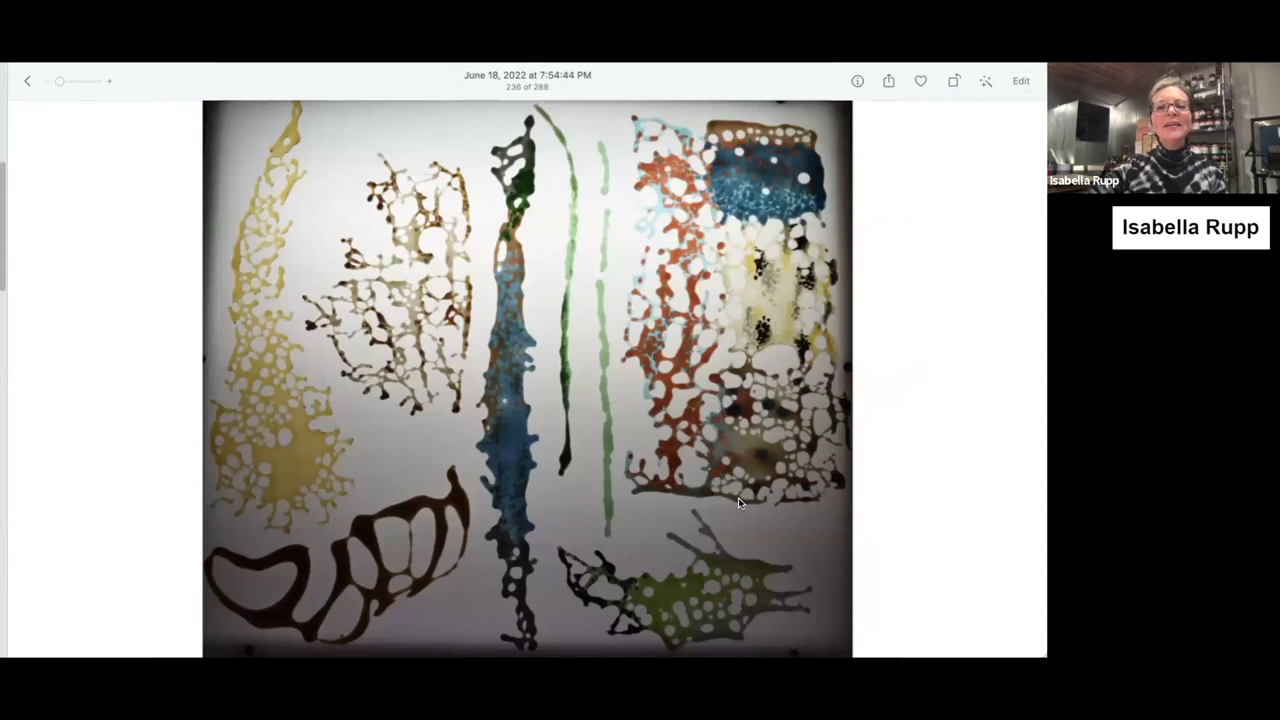 June 18, 2022 at 7:54:44 PM
236 of 288
Edit
Isabella Rupp
Isabella Rupp